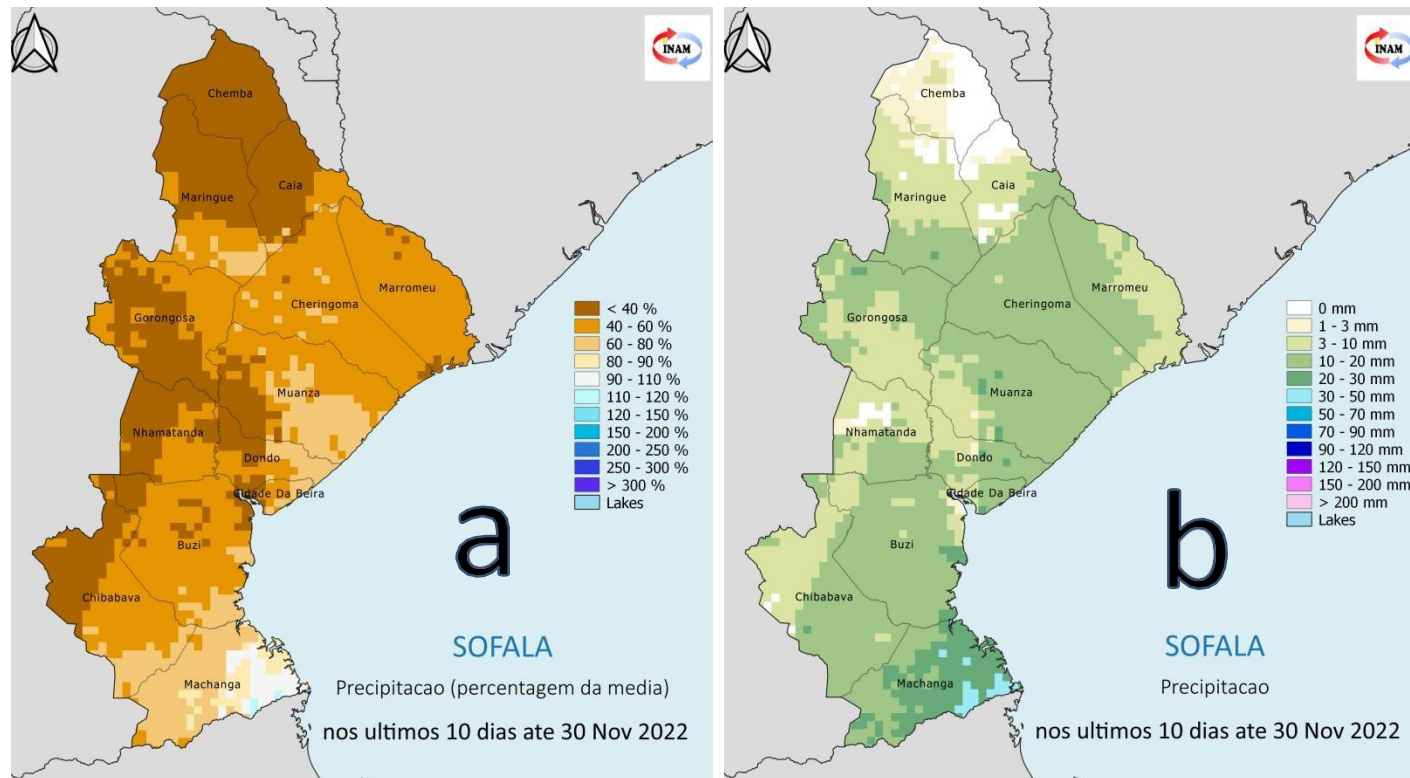 INAM
Chemba
Caia
Maringue
Marromeu
Cheringoma
Gorongosa
Muanza
Nhamatanda
Dondo
Cidade Da Beira
Buzi
Chibabava
Machanga
< 40 %
40 - 60 %
60 - 80 %
80 - 90 %
90 - 110 %
110 - 120 %
120 - 150 %
150 - 200 %
200 - 250 %
250 - 300 %
> 300 %
Lakes
a
SOFALA
Precipitacao (percentagem da media)
nos ultimos 10 dias ate 30 Nov 2022
INAM
Chemba
Caia
Maringue
Marromeu
Cheringoma
Gorongosa
Muanza
Nhamatanda
Dondo
Cidade Da Beira
Buzi
Chibabava
Machanga
0 mm
1 - 3 mm
3 - 10 mm
10 - 20 mm
20 - 30 mm
30 - 50 mm
50 - 70 mm
70 - 90 mm
90 - 120 mm
120 - 150 mm
150 - 200 mm
> 200 mm
Lakes
b
SOFALA
Precipitacao
nos ultimos 10 dias ate 30 Nov 2022